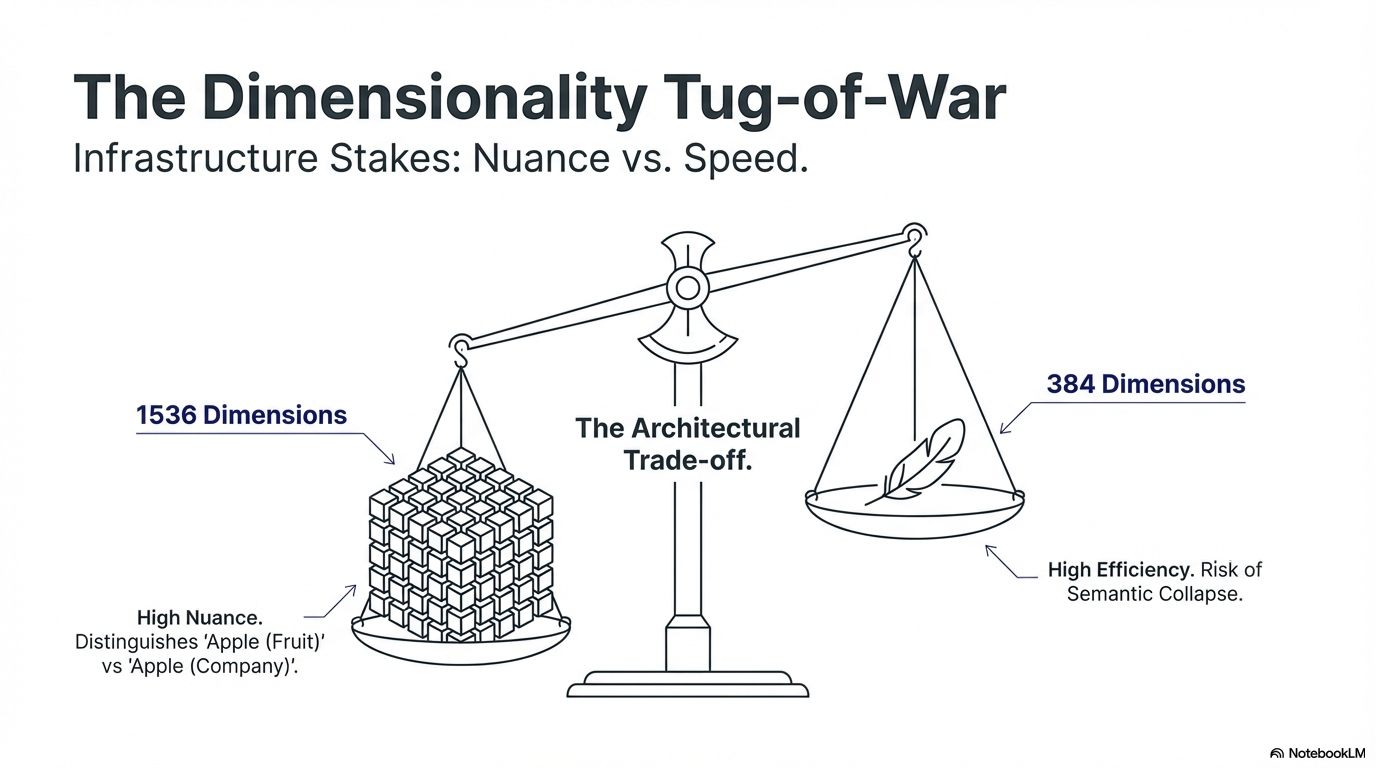 The Dimensionality Tug-of-War
Infrastructure Stakes: Nuance vs. Speed.
1536 Dimensions
High Nuance.
Distinguishes 'Apple (Fruit)'
vs 'Apple (Company)'.
The Architectural
Trade-off.
384 Dimensions
High Efficiency. Risk of
Semantic Collapse.
NotebookLM